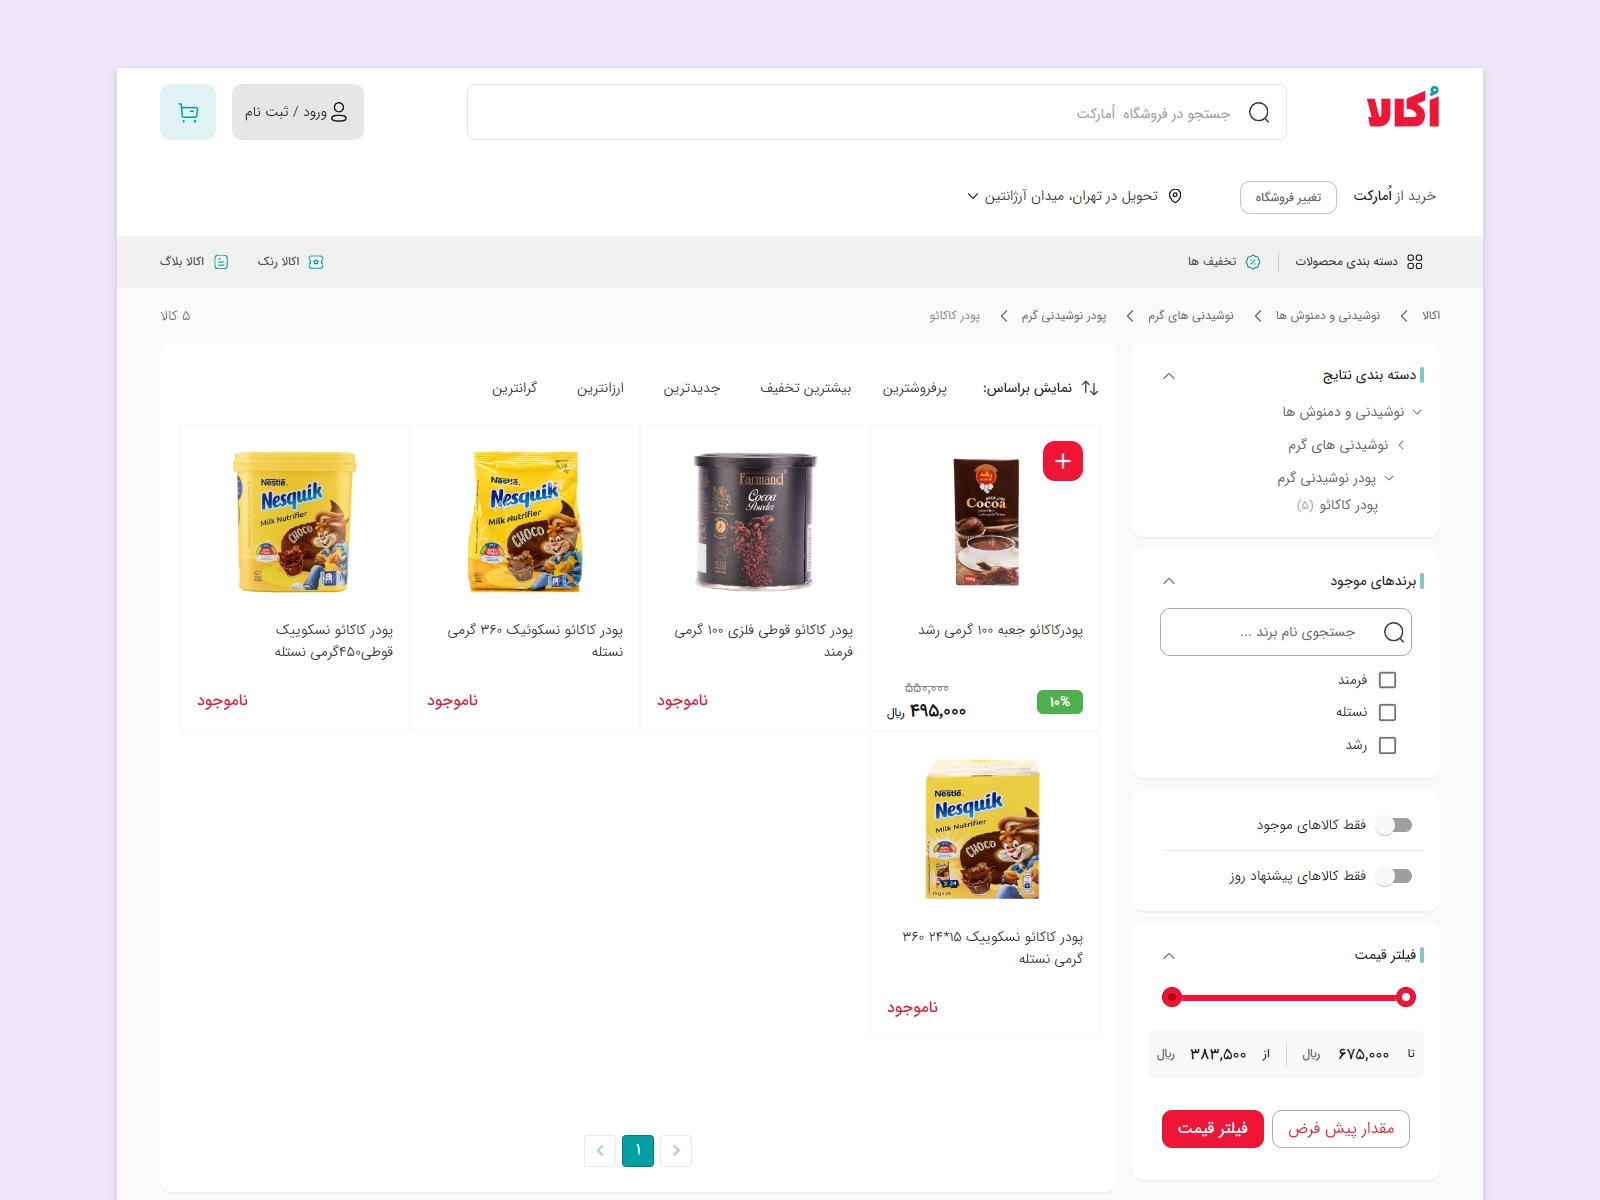 اُکالا
جستجو در فروشگاه اُمارکت
ورود / ثبت نام
خرید از اُمارکت
تغییر فروشگاه
تحویل در تهران، میدان آرژانتین
دسته بندی محصولات
تخفیف ها
اکالا رنک
اکالا بلاگ
اکالا
نوشیدنی و دمنوش ها
نوشیدنی های گرم
پودر نوشیدنی گرم
پودر کاکائو
۵ کالا
دسته بندی نتایج
نوشیدنی و دمنوش ها
نوشیدنی های گرم
پودر نوشیدنی گرم
پودر کاکائو (۵)
برندهای موجود
جستجوی نام برند ...
فرمند
نستله
رشد
فقط کالاهای موجود
فقط کالاهای پیشنهاد روز
فیلتر قیمت
تا ۶۷۵,۰۰۰ ریال
از ۳۸۳,۵۰۰ ریال
مقدار پیش فرض
فیلتر قیمت
نمایش براساس:
پرفروشترین
بیشترین تخفیف
جدیدترین
ارزانترین
گرانترین
رشد
Cocoa
پودرکاکائو جعبه ۱۰۰ گرمی رشد
۱۰%
۵۵۰,۰۰۰
۴۹۵,۰۰۰ ریال
Farmand
Cocoa
Powder
پودر کاکائو قوطی فلزی ۱۰۰ گرمی
فرمند
ناموجود
Nestle.
Nesquik
Milk Nutrifier
CHOCO
پودر کاکائو نسکوئیک ۳۶۰ گرمی
نستله
ناموجود
Nestle.
Nesquik
Milk Nutrifier
CHOCO
پودر کاکائو نسکوییک
قوطی۴۵۰گرمی نستله
ناموجود
Nestle.
Nesquik
Milk Nutrifier
CHOCO
X 24
پودر کاکائو نسکوییک ۱۵*۲۴ ۳۶۰
گرمی نستله
ناموجود
۱